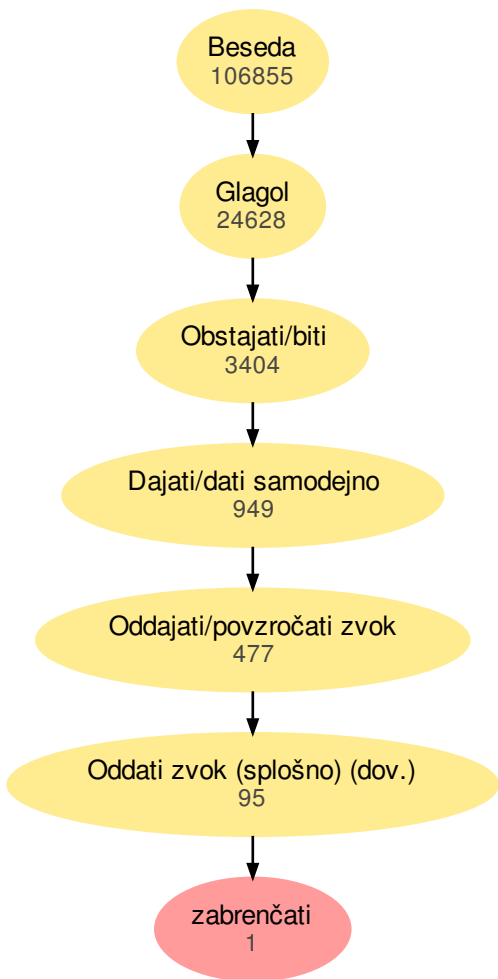 Beseda
106855
Glagol
24628
Obstajati/biti
3404
Dajati/dati samodejno
949
Oddajati/povzročati zvok
477
Oddati zvok (splošno) (dov.)
95
zabrenčati
1